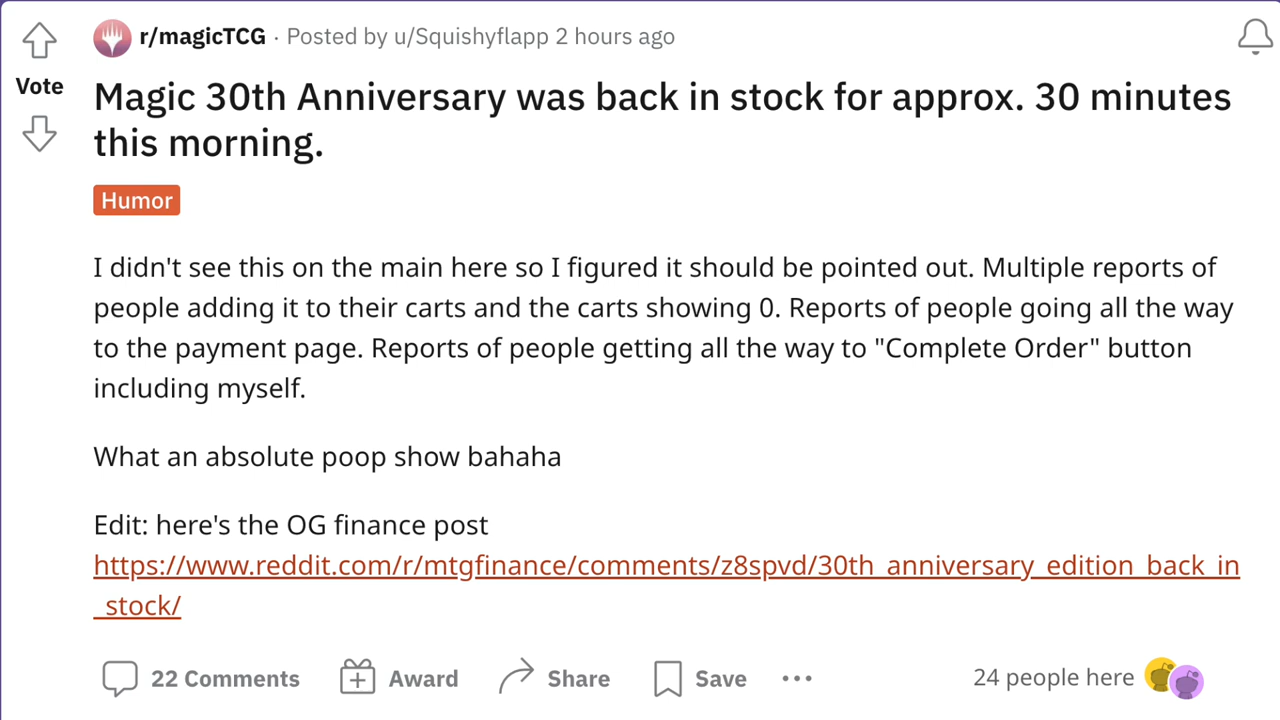 r/magicTCG · Posted by u/Squishyflapp 2 hours ago
Vote
Magic 30th Anniversary was back in stock for approx. 30 minutes
this morning.
Humor
I didn't see this on the main here so I figured it should be pointed out. Multiple reports of
people adding it to their carts and the carts showing 0. Reports of people going all the way
to the payment page. Reports of people getting all the way to "Complete Order" button
including myself.
What an absolute poop show bahaha
Edit: here's the OG finance post
https://www.reddit.com/r/mtgfinance/comments/z8spvd/30th_anniversary_edition_back_in
_stock/
22 Comments Award Share Save ··· 24 people here